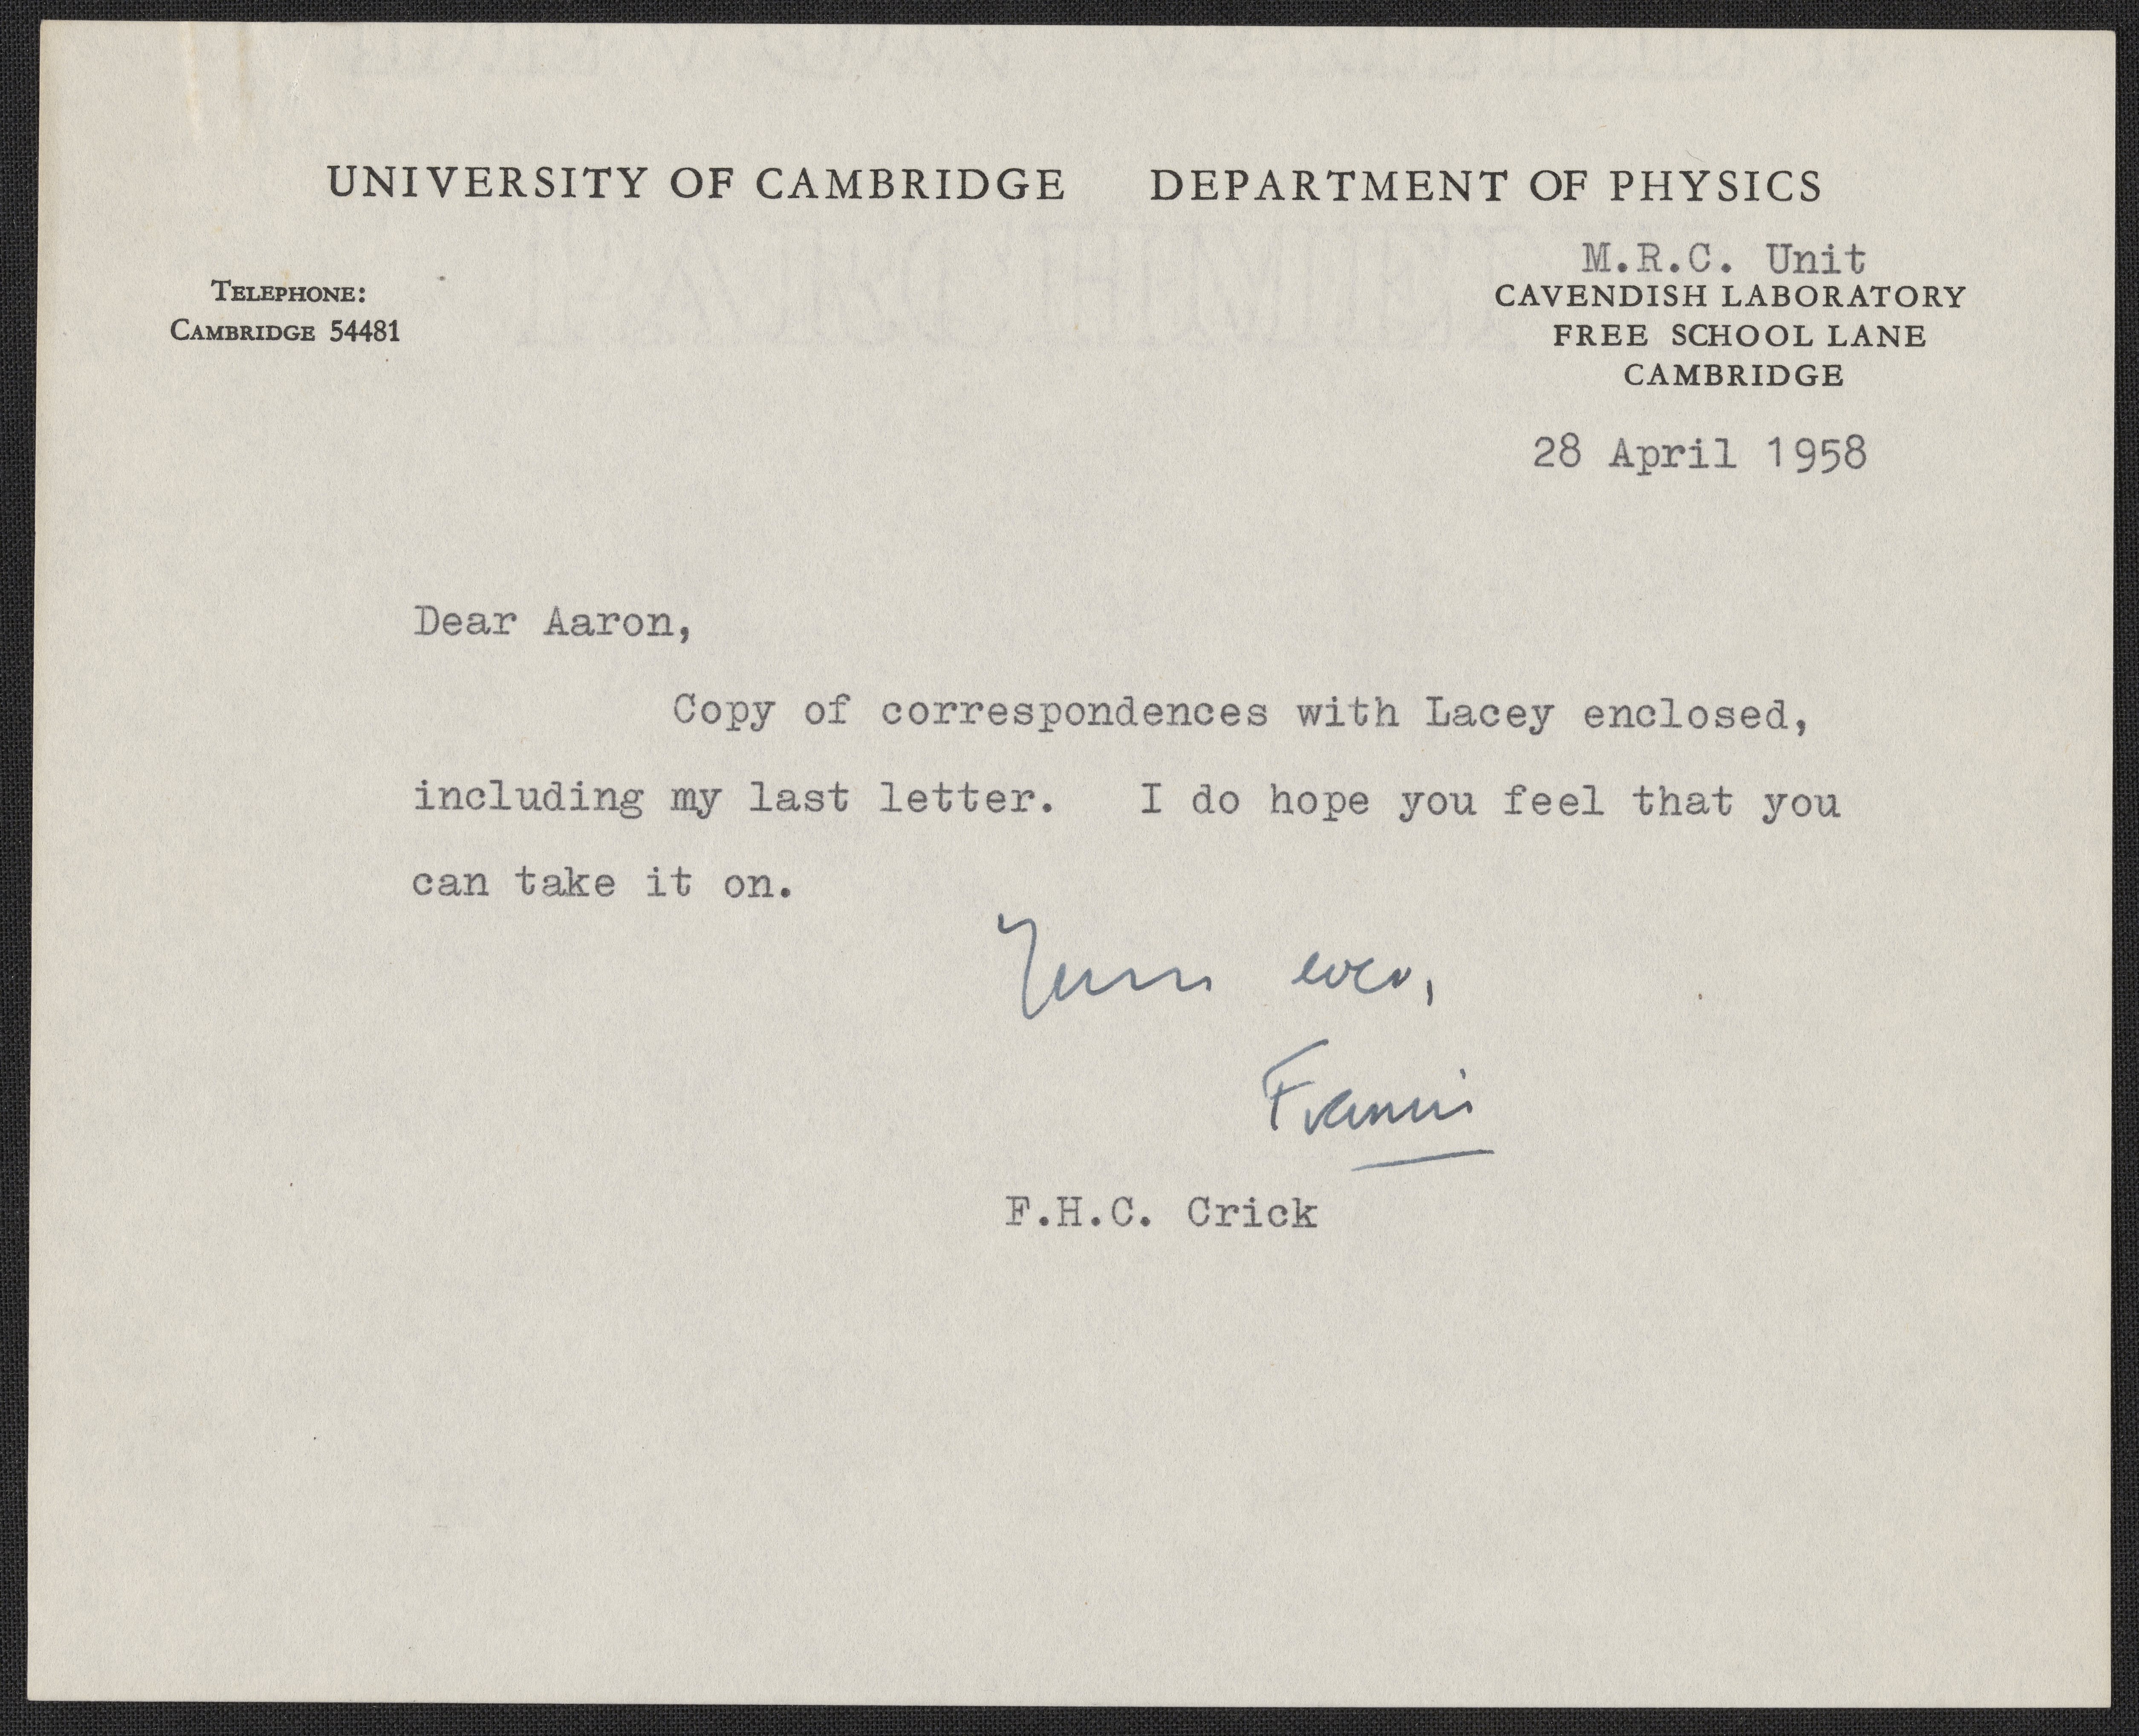 UNIVERSITY OF CAMBRIDGE DEPARTMENT OF PHYSICS
TELEPHONE:
CAMBRIDGE 54481
M.R.C. Unit
CAVENDISH LABORATORY
FREE SCHOOL LANE
CAMBRIDGE
28 April 1958
Dear Aaron,
Copy of correspondences with Lacey enclosed,
including my last letter. I do hope you feel that you
can take it on.
Yours ever,
Francis
F.H.C. Crick